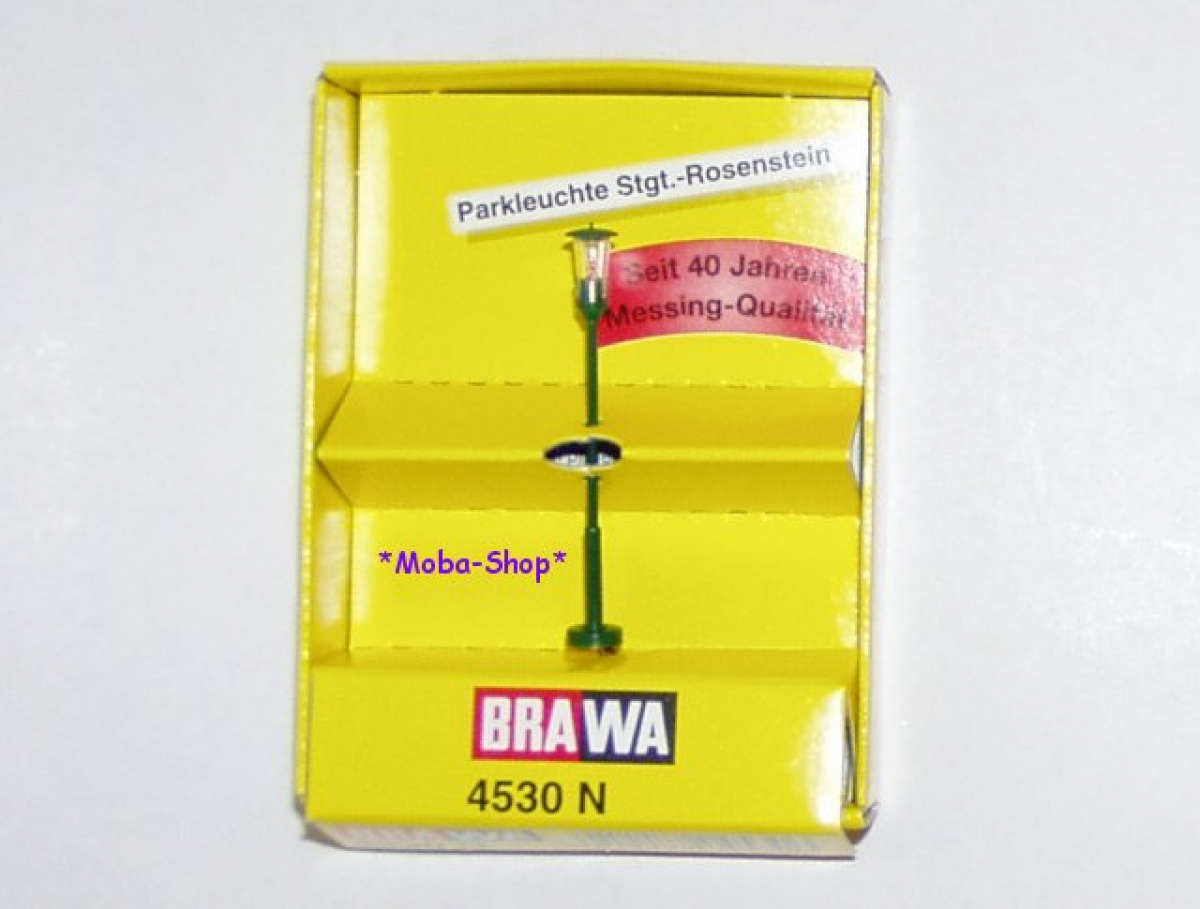 Parkleuchte Stgt.-Rosenstein
Seit 40 Jahren
Messing-Qualität
*Moba-Shop*
BRAWA
4530 N